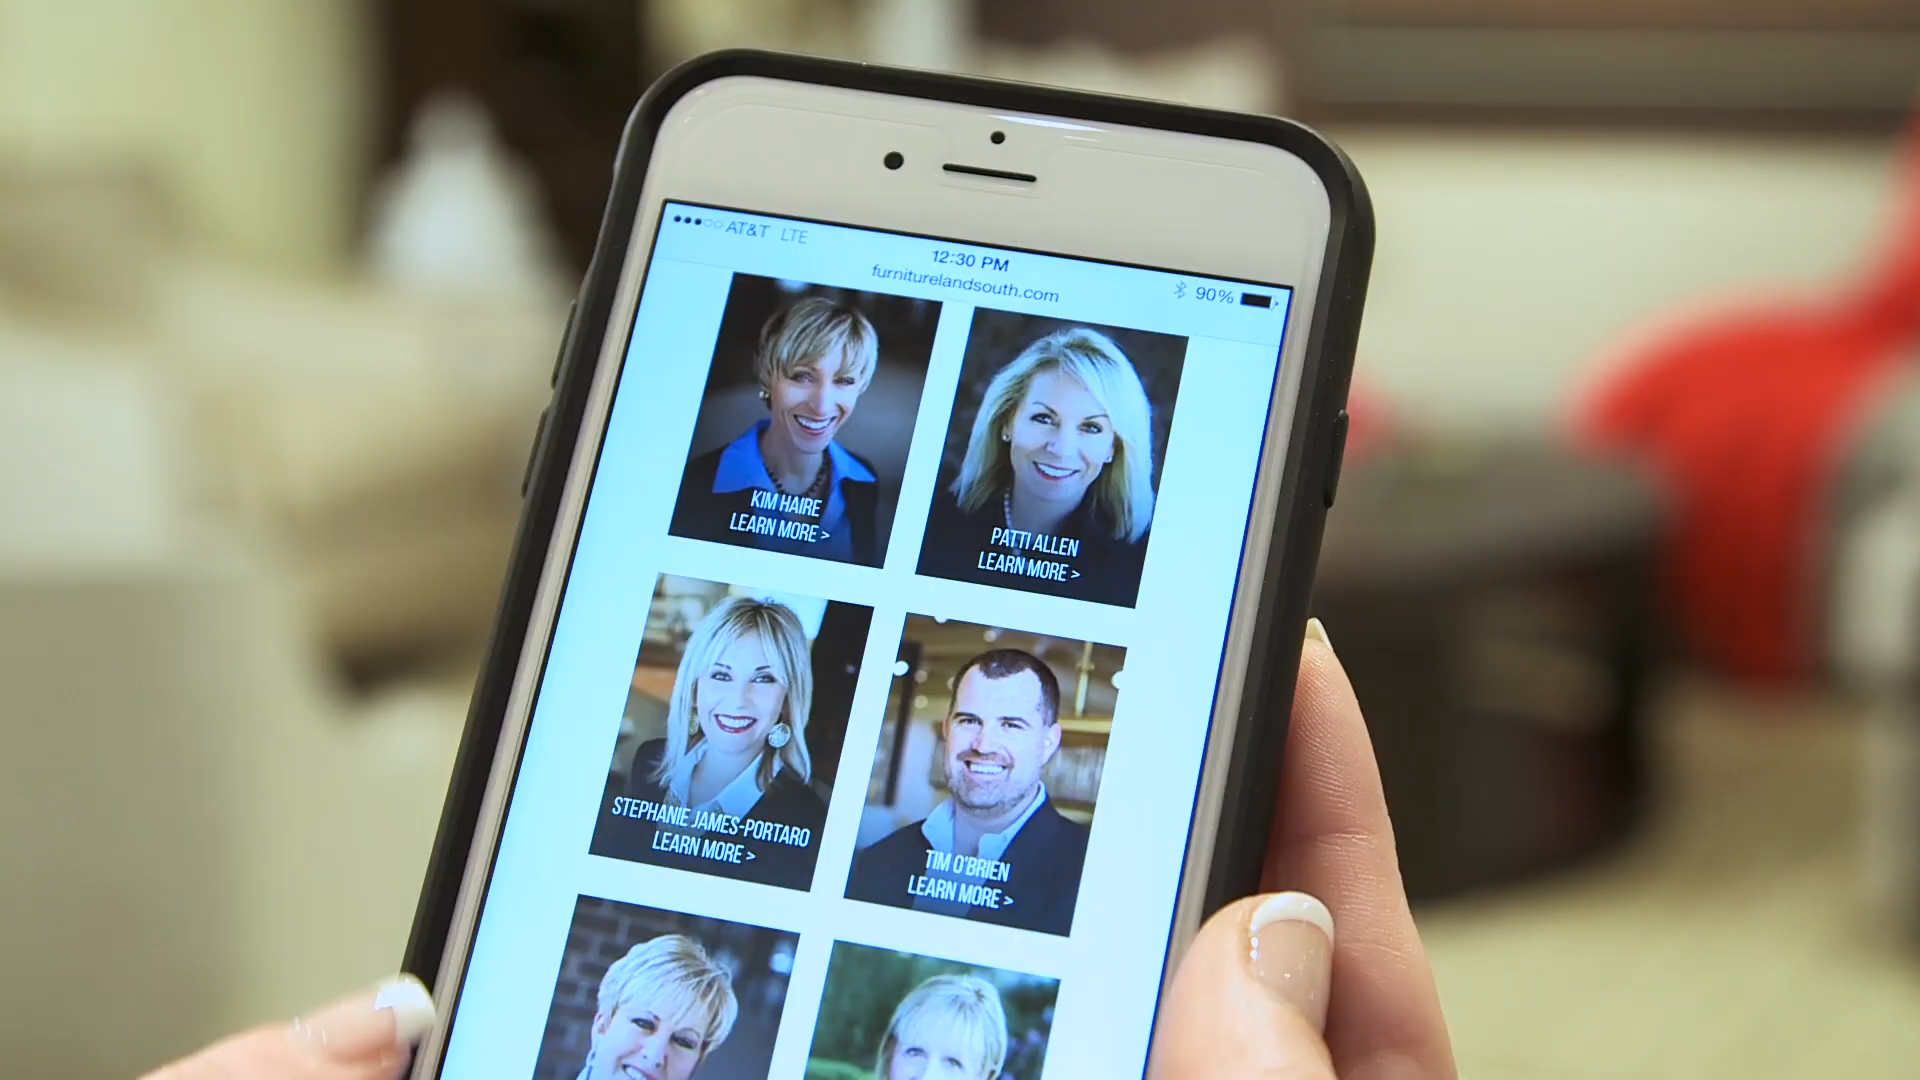 AT&T LTE
12:30 PM
90%
furniturelandsouth.com
KIM HAIRE
LEARN MORE >
PATTI ALLEN
LEARN MORE >
STEPHANIE JAMES-PORTARO
LEARN MORE >
TIM O'BRIEN
LEARN MORE >